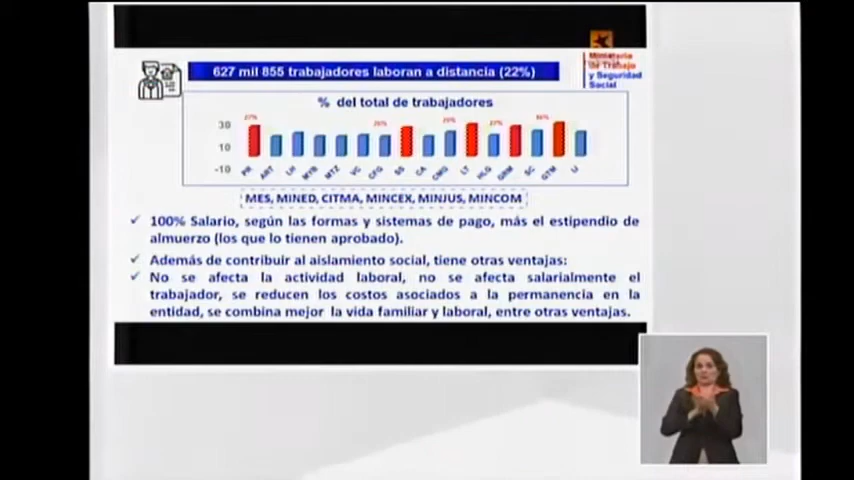 627 mil 855 trabajadores laboran a distancia (22%)
Ministerio
de Trabajo
y Seguridad
Social
% del total de trabajadores
30
10
-10
27%
PR
ART
LH
MYB
MTZ
VC
CFG
SS
CA
CMG
LT
HLG
GRM
SC
GTM
IJ
MES, MINED, CITMA, MINCEX, MINJUS, MINCOM
✓ 100% Salario, según las formas y sistemas de pago, más el estipendio de
almuerzo (los que lo tienen aprobado).
✓ Además de contribuir al aislamiento social, tiene otras ventajas:
✓ No se afecta la actividad laboral, no se afecta salarialmente el
trabajador, se reducen los costos asociados a la permanencia en la
entidad, se combina mejor la vida familiar y laboral, entre otras ventajas.